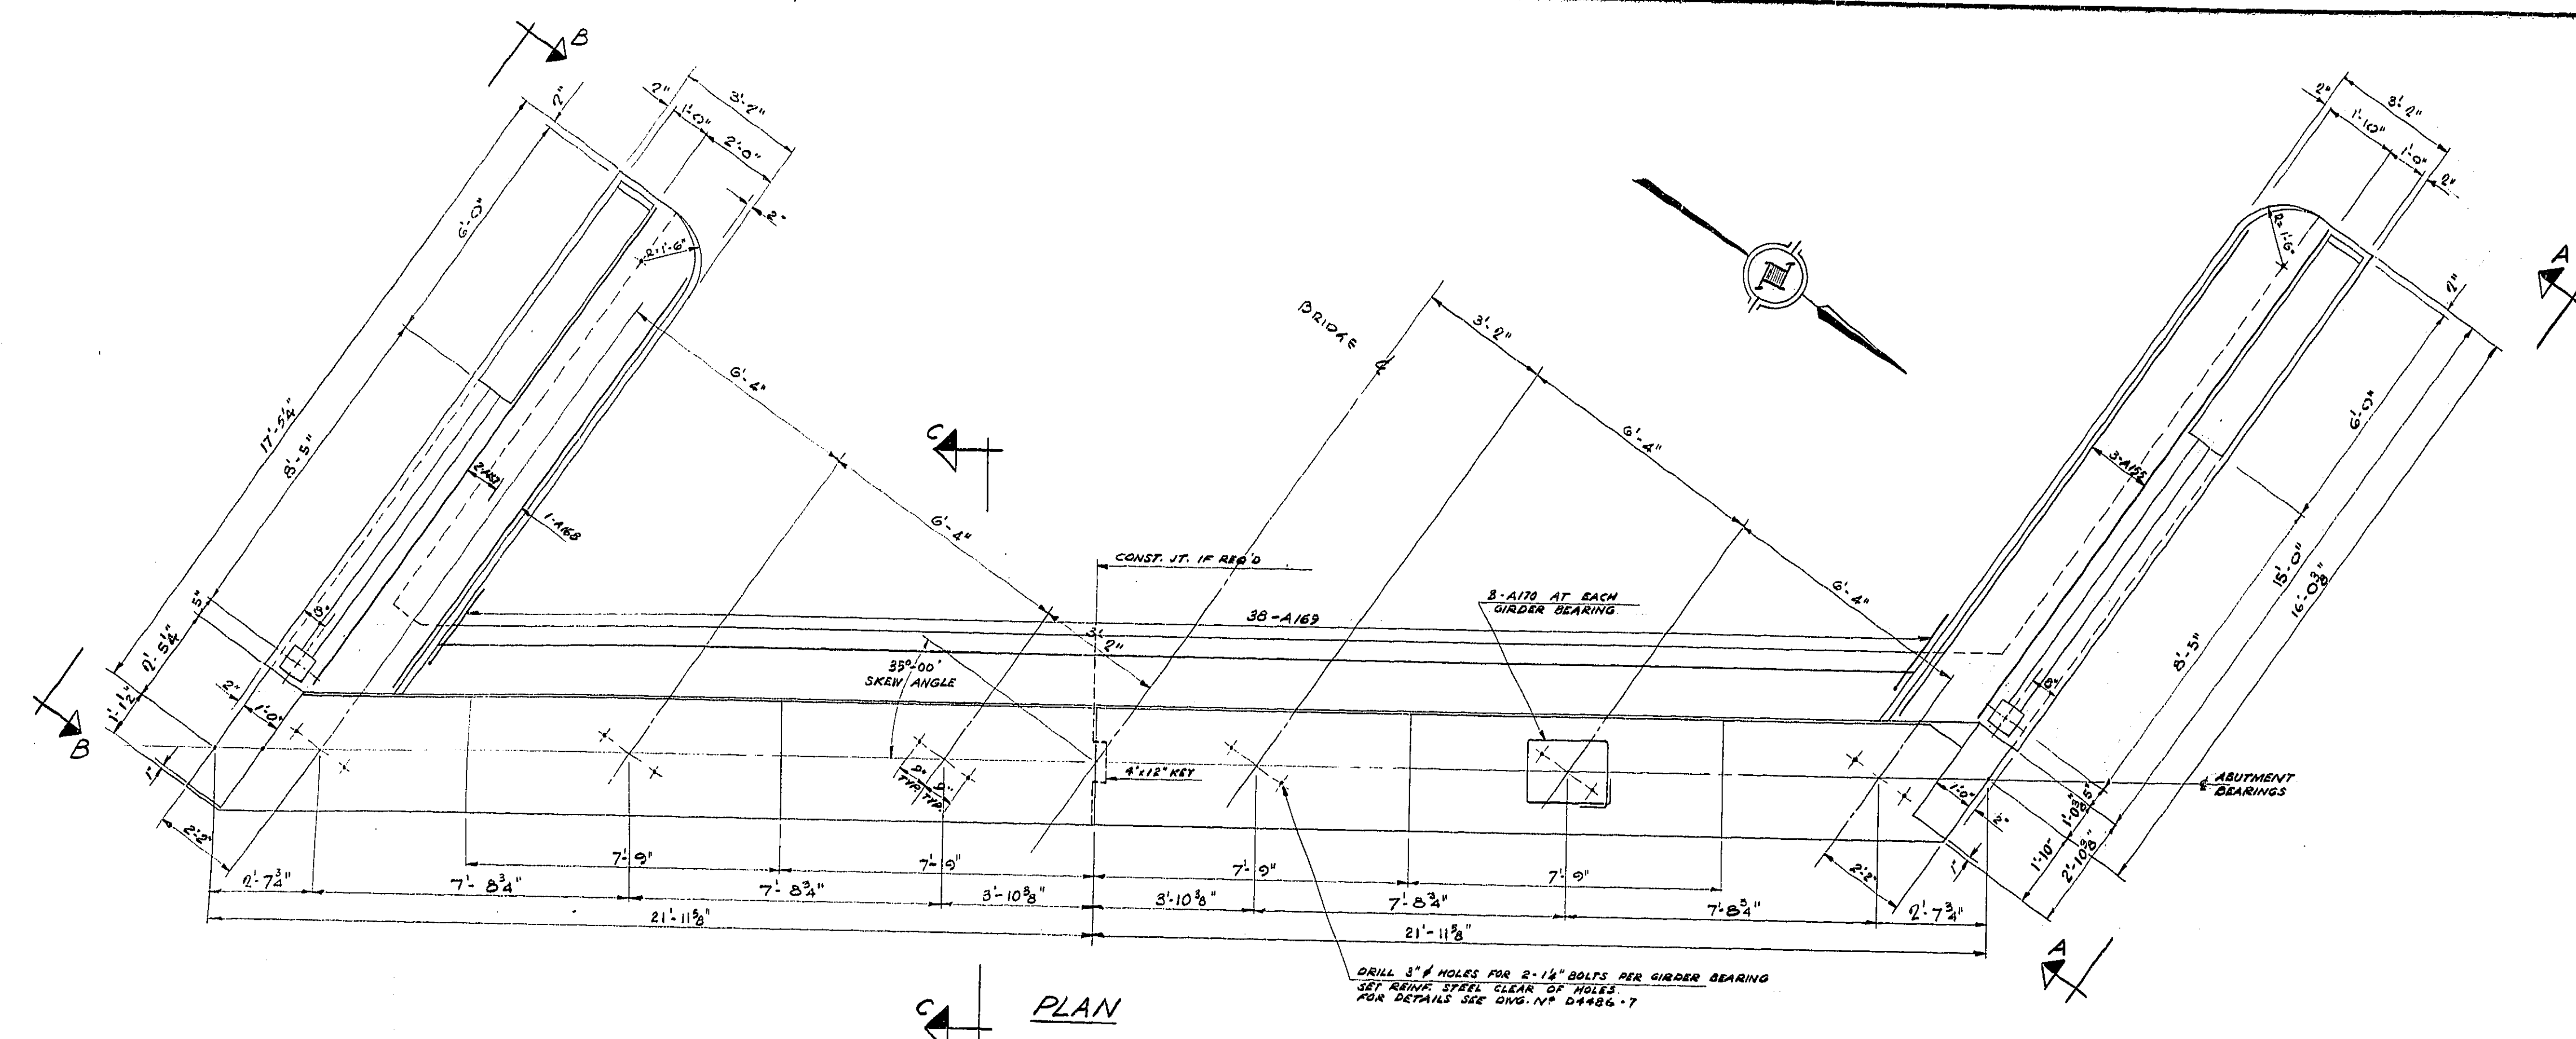 B
2"
3'-2"
2"
1'-0"
2'-0"
2"
6'-0"
R=1'-6"
17'-5¼"
8'-5"
1-A168
5"
8"
2'-5¼"
1'-1½"
2"
1'-0"
1"
B
2'-2"
6'-4"
6'-4"
3'-2"
C
CONST. JT. IF REQ'D
38-A169
35°-00'
SKEW ANGLE
BRIDGE ℄
3'-2"
6'-4"
6'-4"
8-A170 AT EACH
GIRDER BEARING
4"x12" KEY
TYP. TYP.
2"
3'-2"
1'-10"
1'-0"
2"
R=1'-6"
A
2"
6'-0"
3-A155
15'-0"
16'-0⅜"
8'-5"
8"
℄ ABUTMENT
BEARINGS
1'-0"
2"
1'-0⅜"
5"
1'-10"
2'-10⅜"
1"
2'-2"
7'-9"
7'-9"
7'-9"
7'-9"
2'-7¾"
7'-8¾"
7'-8¾"
3'-10⅜"
3'-10⅜"
7'-8¾"
7'-8¾"
2'-7¾"
21'-11⅝"
21'-11⅝"
A
DRILL 3"ø HOLES FOR 2-1¼" BOLTS PER GIRDER BEARING
SET REINF. STEEL CLEAR OF HOLES.
FOR DETAILS SEE DWG. Nº D4486-7
C
PLAN